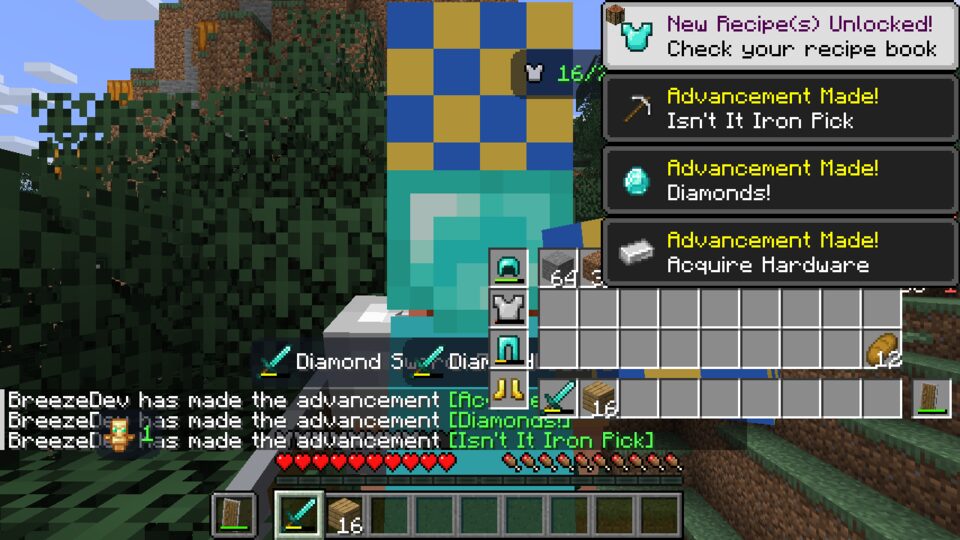 New Recipe(s) Unlocked!
Check your recipe book
16/
Advancement Made!
Isn't It Iron Pick
Advancement Made!
Diamonds!
Advancement Made!
Acquire Hardware
64
12
Diamond
BreezeDev has made the advancement
BreezeDe has made the advancement [Diamonds!]
BreezeD has made the advancement [Isn't It Iron Pick]
1
16
16